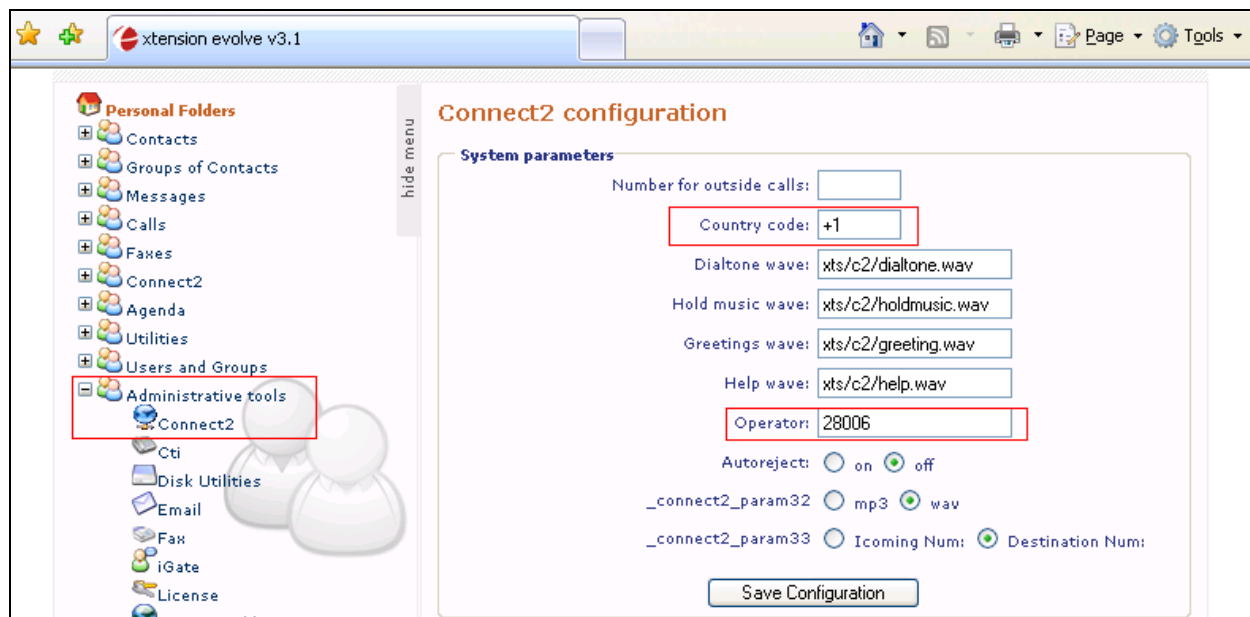 xtension evolve v3.1
Page
Tools
Personal Folders
Contacts
Groups of Contacts
Messages
Calls
Faxes
Connect2
Agenda
Utilities
Users and Groups
Administrative tools
Connect2
Cti
Disk Utilities
Email
Fax
iGate
License
hide menu
Connect2 configuration
System parameters
Number for outside calls:
Country code: +1
Dialtone wave: xts/c2/dialtone.wav
Hold music wave: xts/c2/holdmusic.wav
Greetings wave: xts/c2/greeting.wav
Help wave: xts/c2/help.wav
Operator: 28006
Autoreject: on off
_connect2_param32 mp3 wav
_connect2_param33 Icoming Num: Destination Num:
Save Configuration